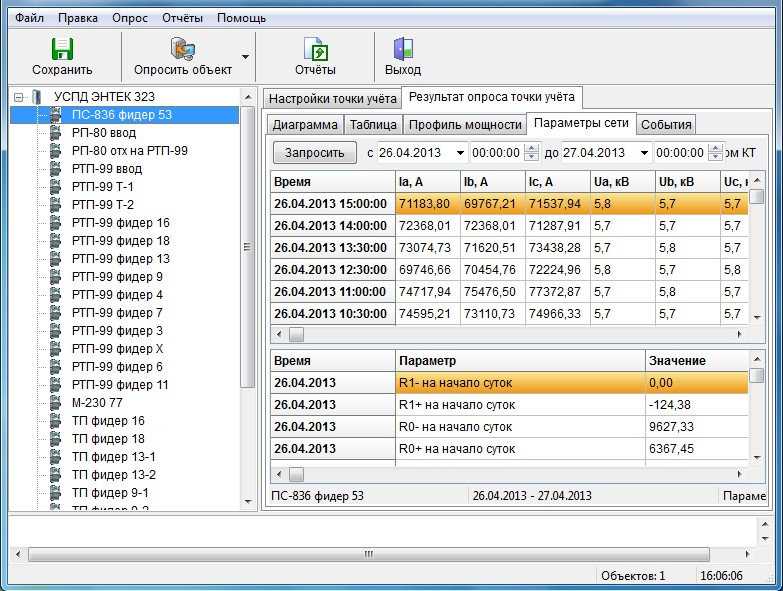 Файл Правка Опрос Отчёты Помощь
Сохранить Опросить объект Отчёты Выход
УСПД ЭНТЕК 323
ПС-836 фидер 53
РП-80 ввод
РП-80 отх на РТП-99
РТП-99 ввод
РТП-99 Т-1
РТП-99 Т-2
РТП-99 фидер 16
РТП-99 фидер 18
РТП-99 фидер 13
РТП-99 фидер 9
РТП-99 фидер 4
РТП-99 фидер 7
РТП-99 фидер 3
РТП-99 фидер X
РТП-99 фидер 6
РТП-99 фидер 11
М-230 77
ТП фидер 16
ТП фидер 18
ТП фидер 13-1
ТП фидер 13-2
ТП фидер 9-1
ТП фидер 9-2
Настройки точки учёта Результат опроса точки учёта
Диаграмма Таблица Профиль мощности Параметры сети События
Запросить с 26.04.2013 00:00:00 до 27.04.2013 00:00:00 ом КТ
Время Ia, А Ib, А Ic, А Ua, кВ Ub, кВ Uc, к
26.04.2013 15:00:00 71183,80 69767,21 71537,94 5,8 5,7 5,7
26.04.2013 14:00:00 72368,01 72368,01 71287,91 5,7 5,7 5,7
26.04.2013 13:30:00 73074,73 71620,51 73438,28 5,7 5,8 5,7
26.04.2013 12:30:00 69746,66 70454,76 72224,96 5,8 5,7 5,8
26.04.2013 11:00:00 74717,94 75476,50 77372,87 5,7 5,8 5,7
26.04.2013 10:30:00 74595,21 73110,73 74966,33 5,7 5,7 5,7
Время Параметр Значение
26.04.2013 R1- на начало суток 0,00
26.04.2013 R1+ на начало суток -124,38
26.04.2013 R0- на начало суток 9627,33
26.04.2013 R0+ на начало суток 6367,45
ПС-836 фидер 53 26.04.2013 - 27.04.2013 Параме
Объектов: 1 16:06:06